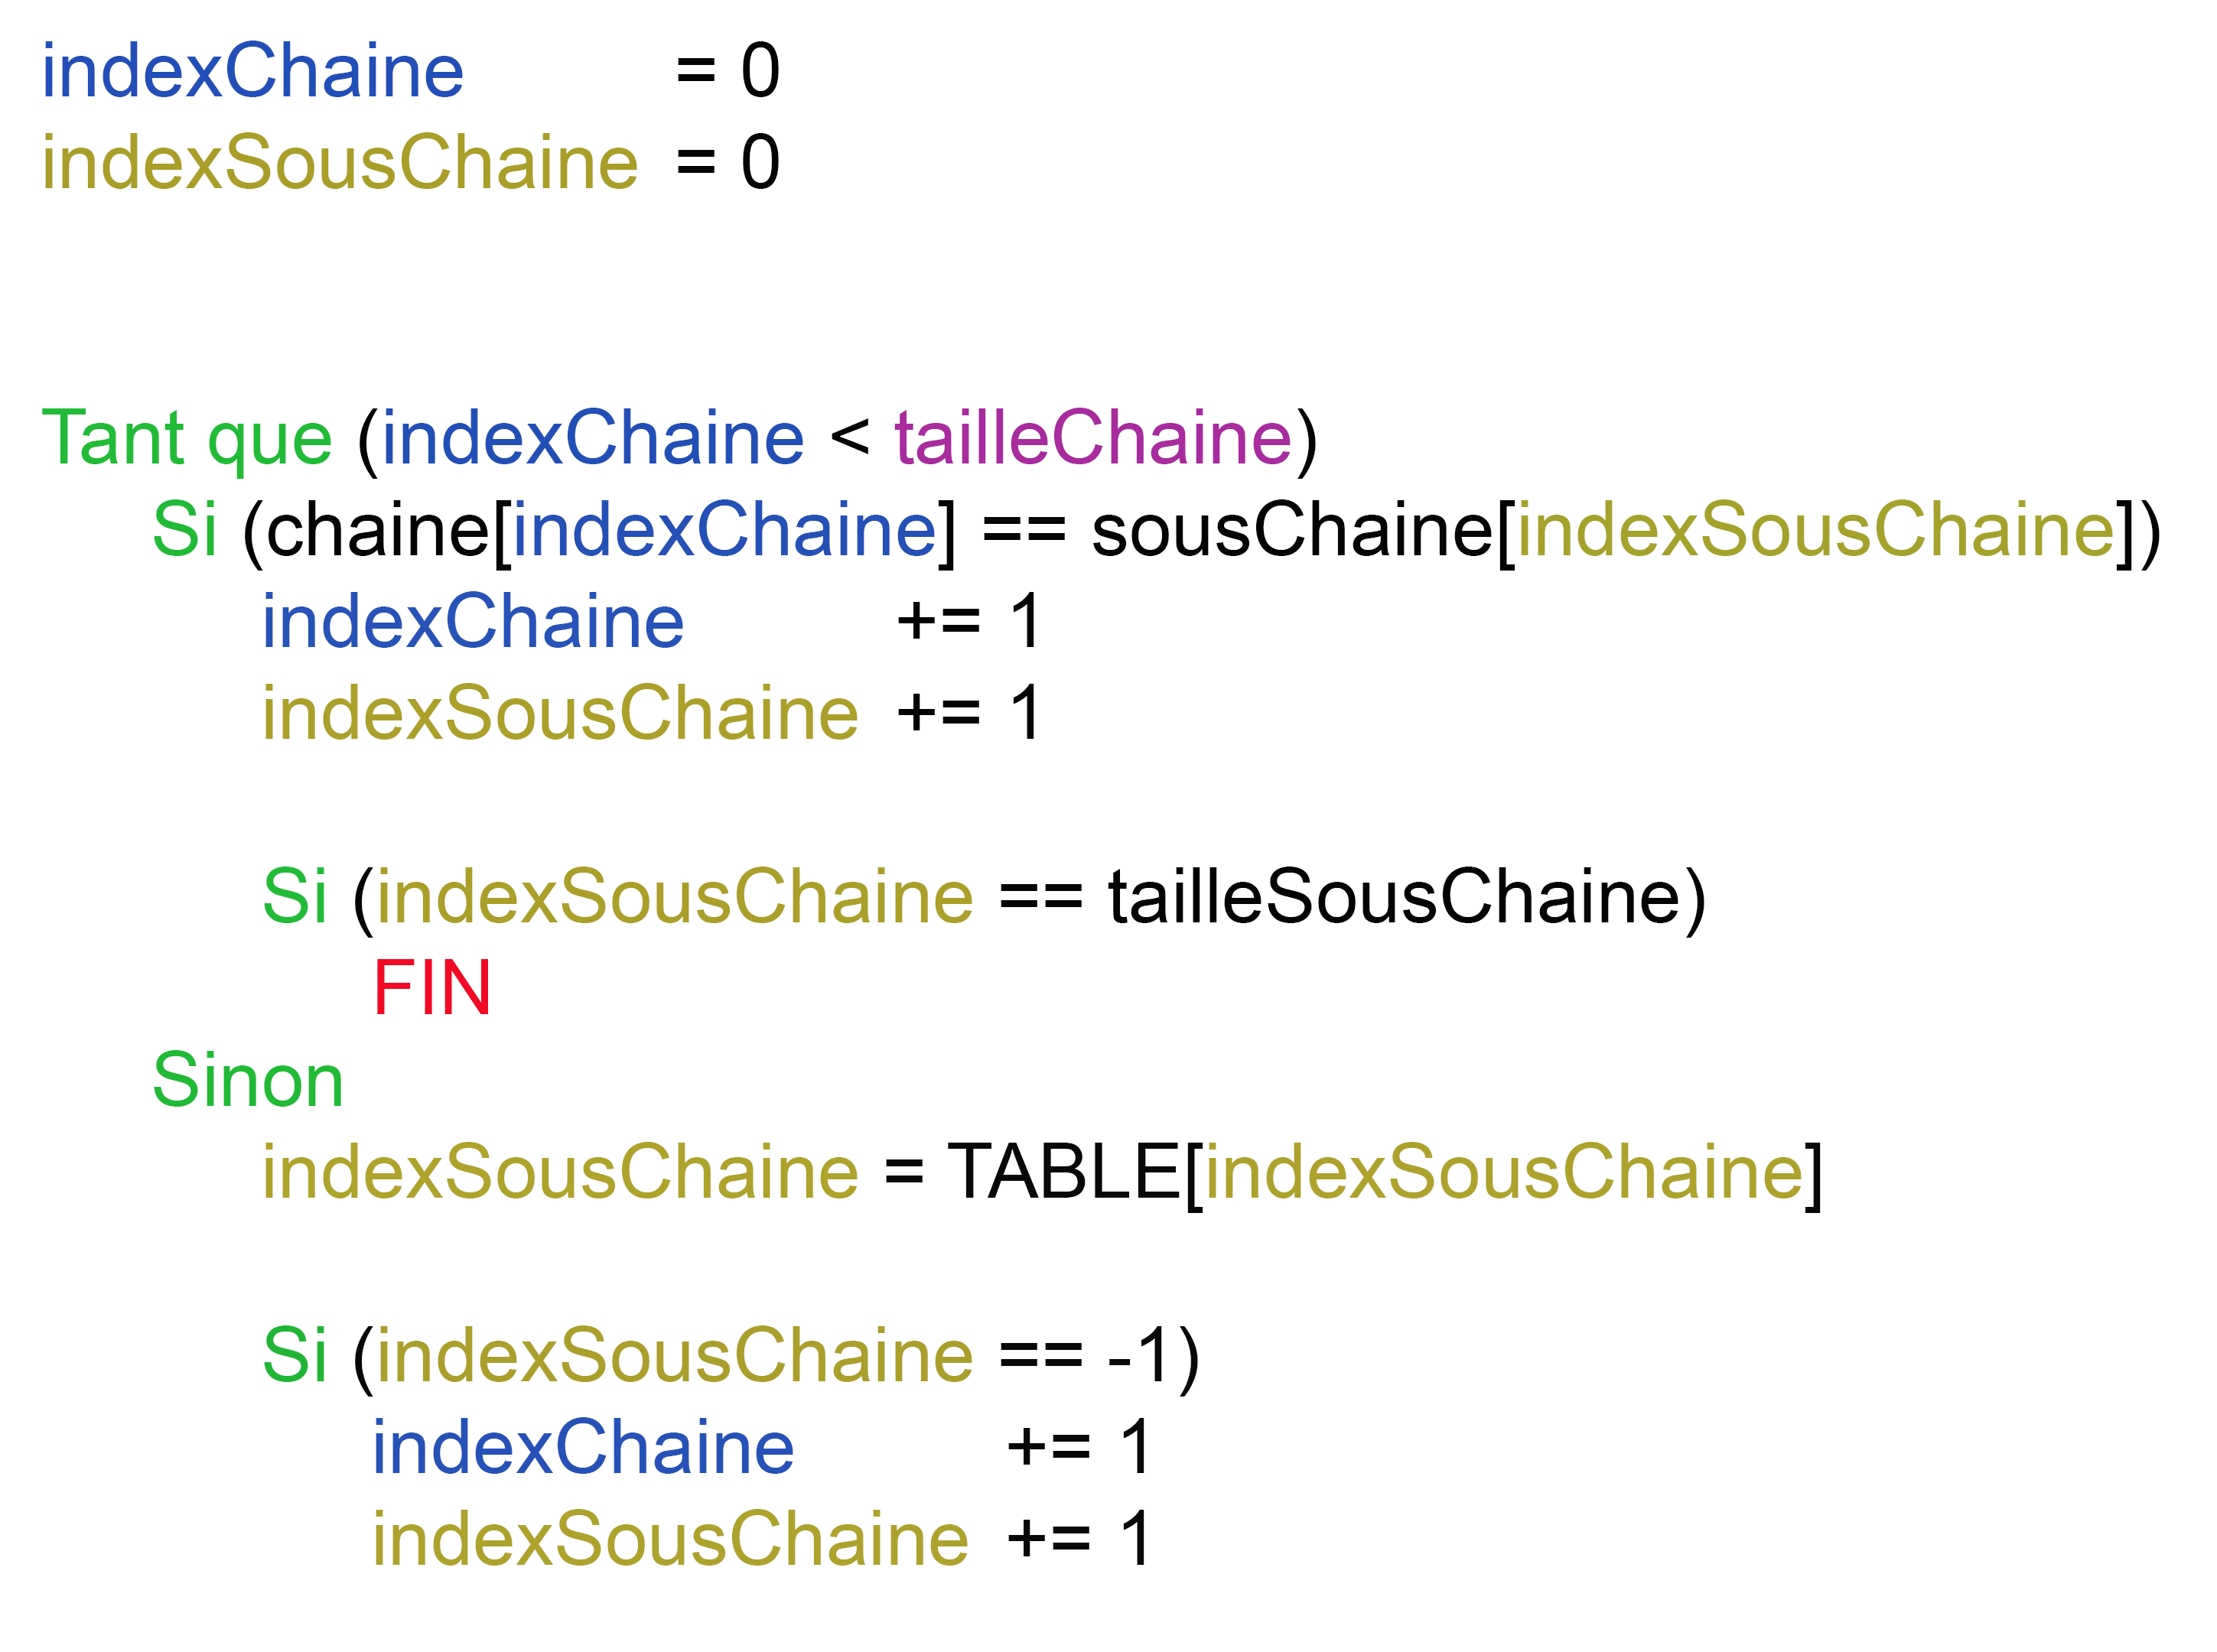 indexChaine = 0
indexSousChaine = 0
Tant que (indexChaine < tailleChaine)
Si (chaine[indexChaine] == sousChaine[indexSousChaine])
indexChaine += 1
indexSousChaine += 1
Si (indexSousChaine == tailleSousChaine)
FIN
Sinon
indexSousChaine = TABLE[indexSousChaine]
Si (indexSousChaine == -1)
indexChaine += 1
indexSousChaine += 1